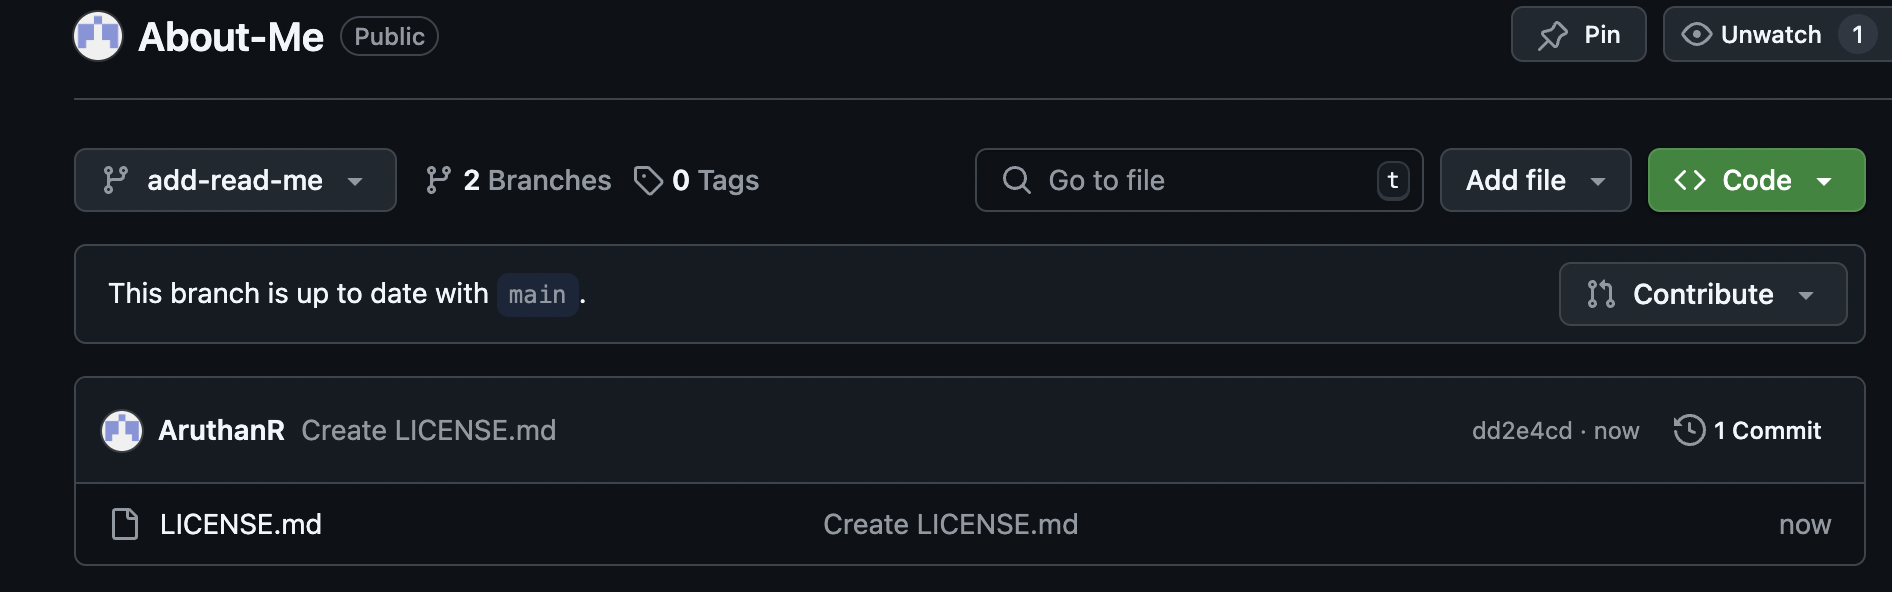 About-Me Public Pin Unwatch 1
add-read-me 2 Branches 0 Tags Go to file t Add file Code
This branch is up to date with main . Contribute
AruthanR Create LICENSE.md dd2e4cd · now 1 Commit
LICENSE.md Create LICENSE.md now